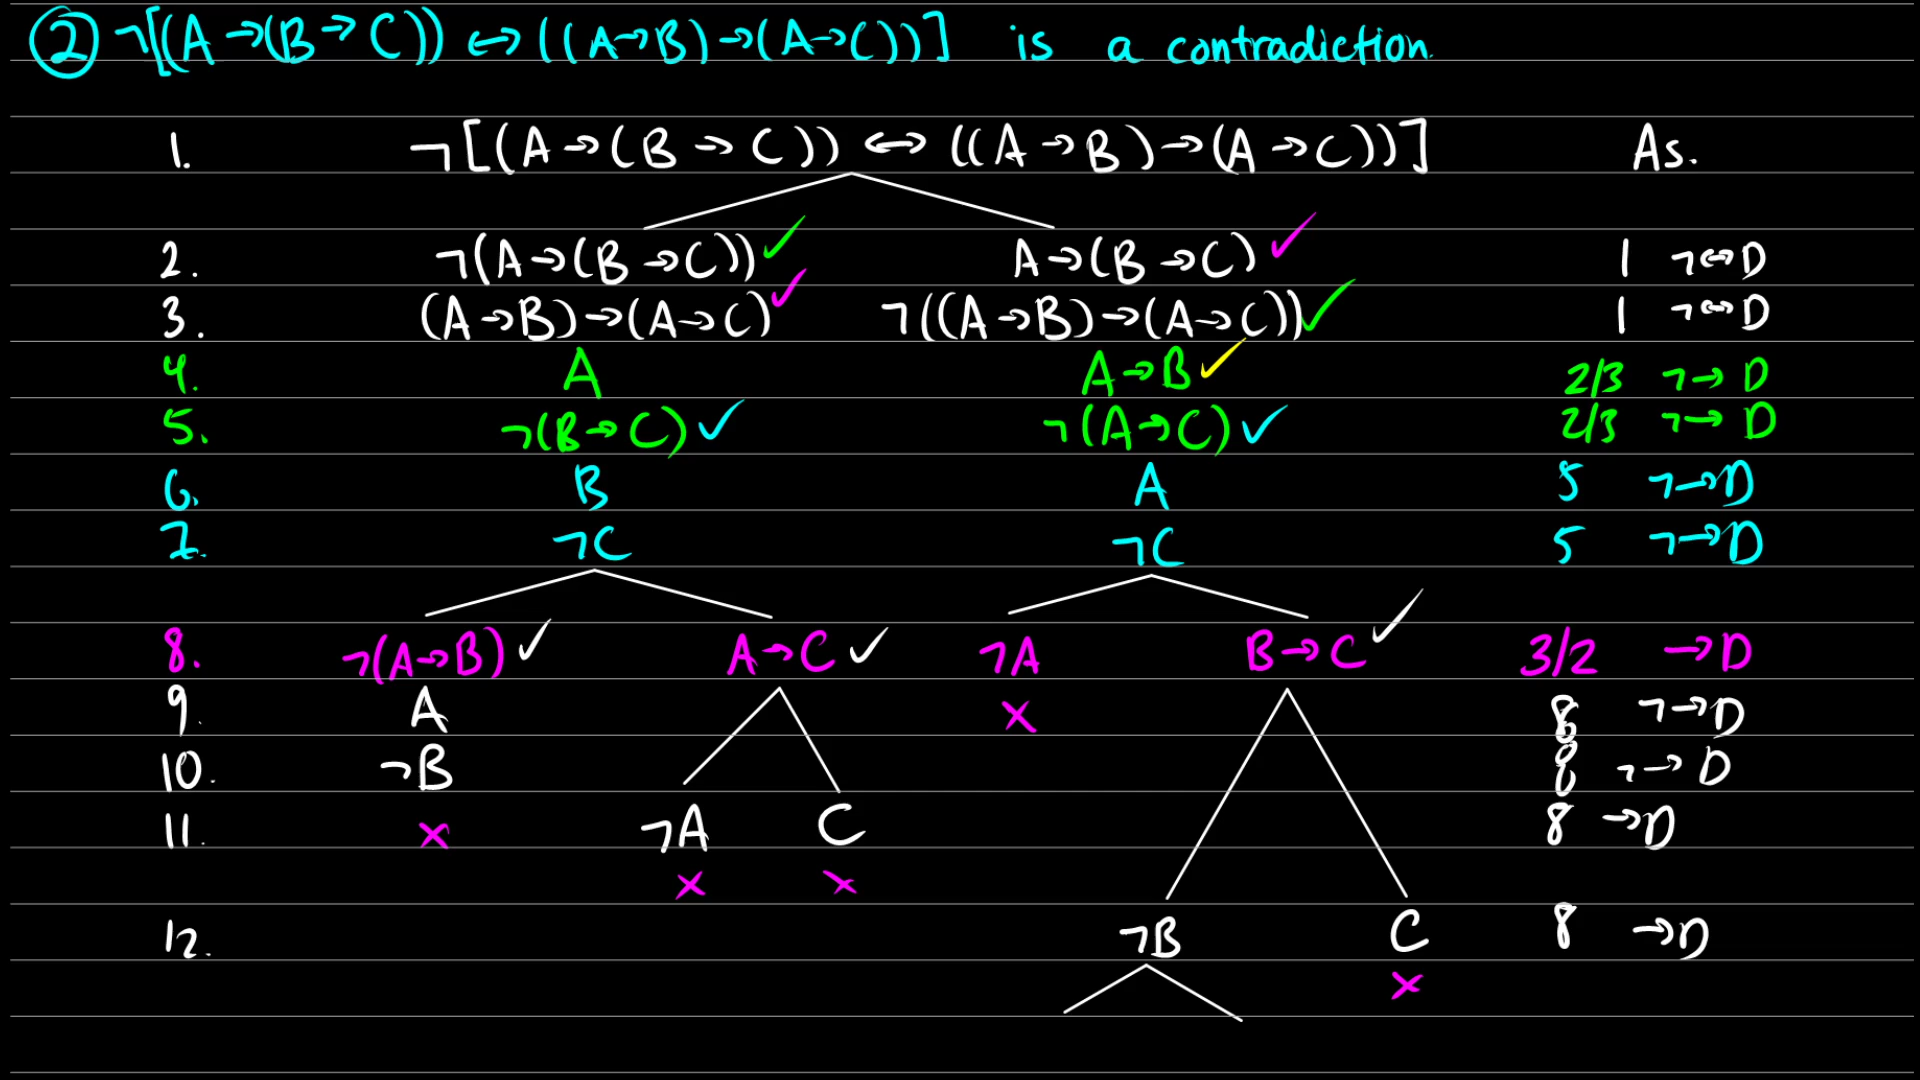 ② ¬[(A→(B→C)) ↔ ((A→B)→(A→C))] is a contradiction.
1. ¬[(A→(B→C)) ↔ ((A→B)→(A→C))] As.
2. ¬(A→(B→C)) ✓ A→(B→C) ✓ 1 ¬↔D
3. (A→B)→(A→C) ✓ ¬((A→B)→(A→C)) ✓ 1 ¬↔D
4. A A→B ✓ 2/3 ¬→D
5. ¬(B→C) ✓ ¬(A→C) ✓ 2/3 ¬→D
6. B A 5 ¬→D
7. ¬C ¬C 5 ¬→D
8. ¬(A→B) ✓ A→C ✓ ¬A B→C ✓ 3/2 →D
9. A × 8 ¬→D
10. ¬B 8 ¬→D
11. × ¬A C 8 →D
× ×
12. ¬B C 8 →D
×